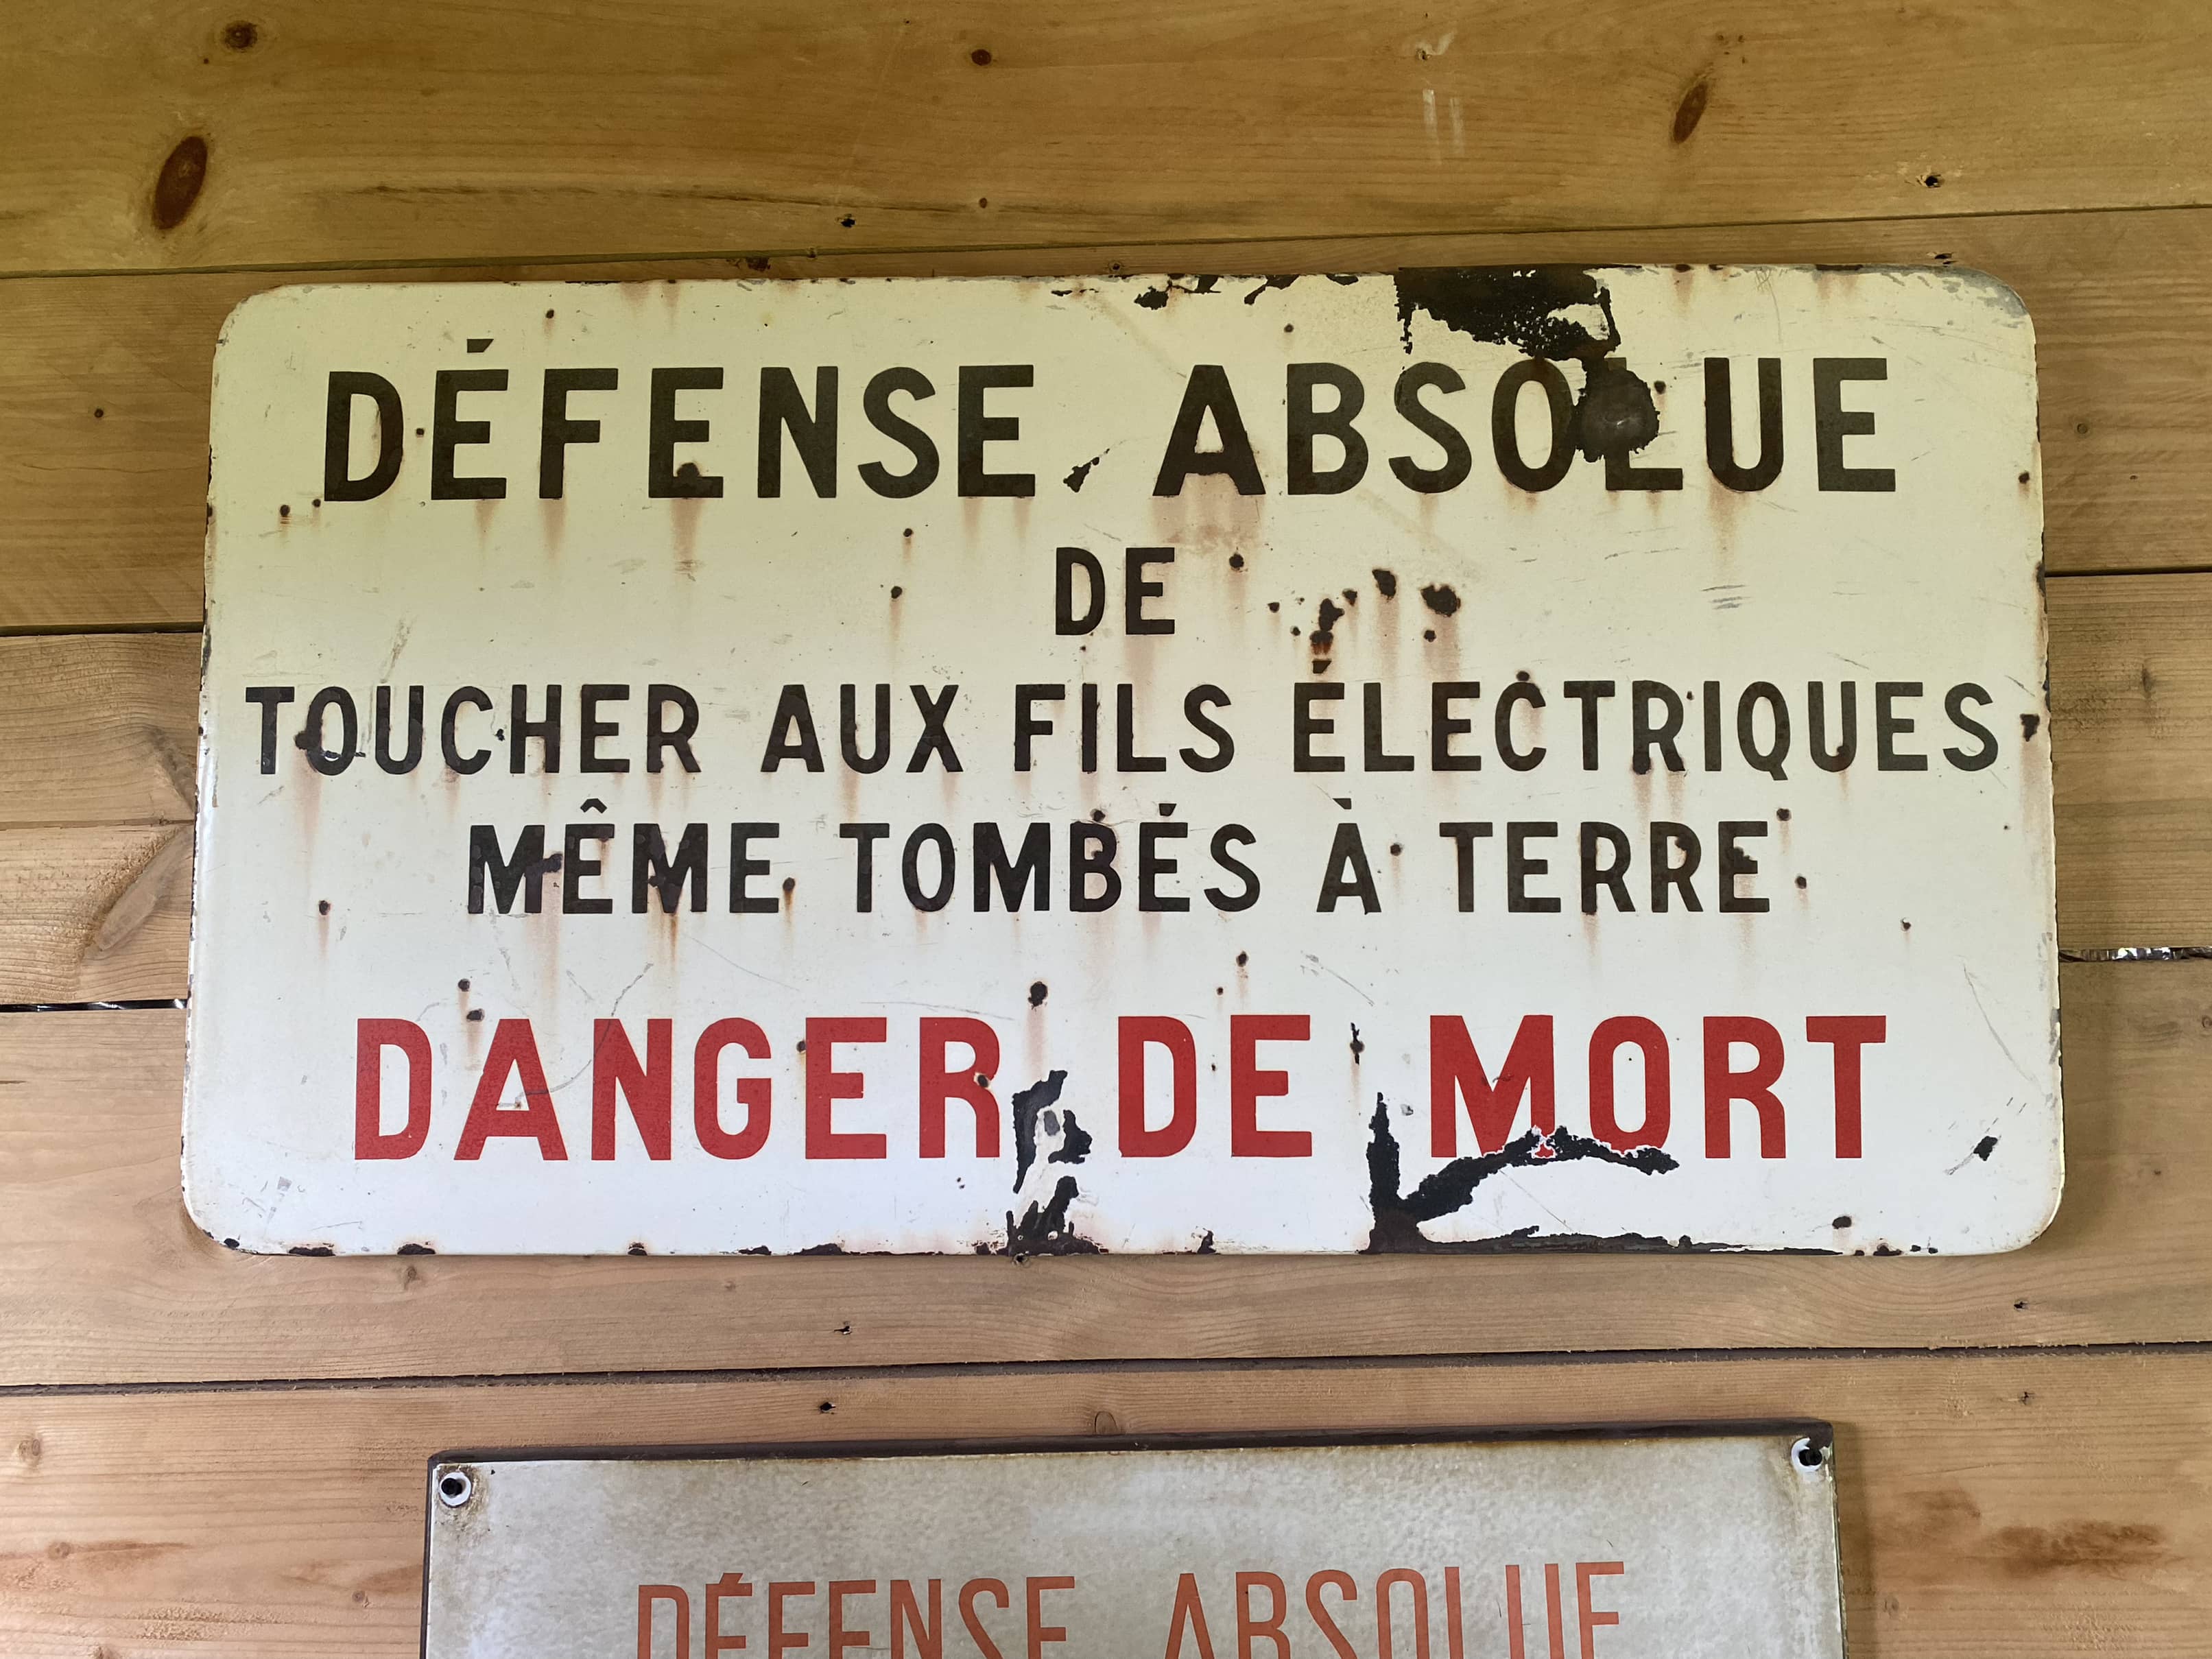 DÉFENSE ABSOLUE
DE
TOUCHER AUX FILS ÉLECTRIQUES
MÊME TOMBÉS À TERRE
DANGER DE MORT
DÉFENSE ABSOLUE